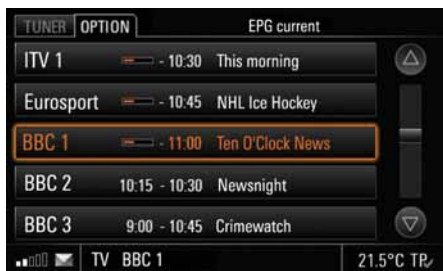 TUNER OPTION EPG current
ITV 1 - 10:30 This morning
Eurosport - 10:45 NHL Ice Hockey
BBC 1 - 11:00 Ten O'Clock News
BBC 2 10:15 - 10:30 Newsnight
BBC 3 9:00 - 10:45 Crimewatch
TV BBC 1 21.5°C TP